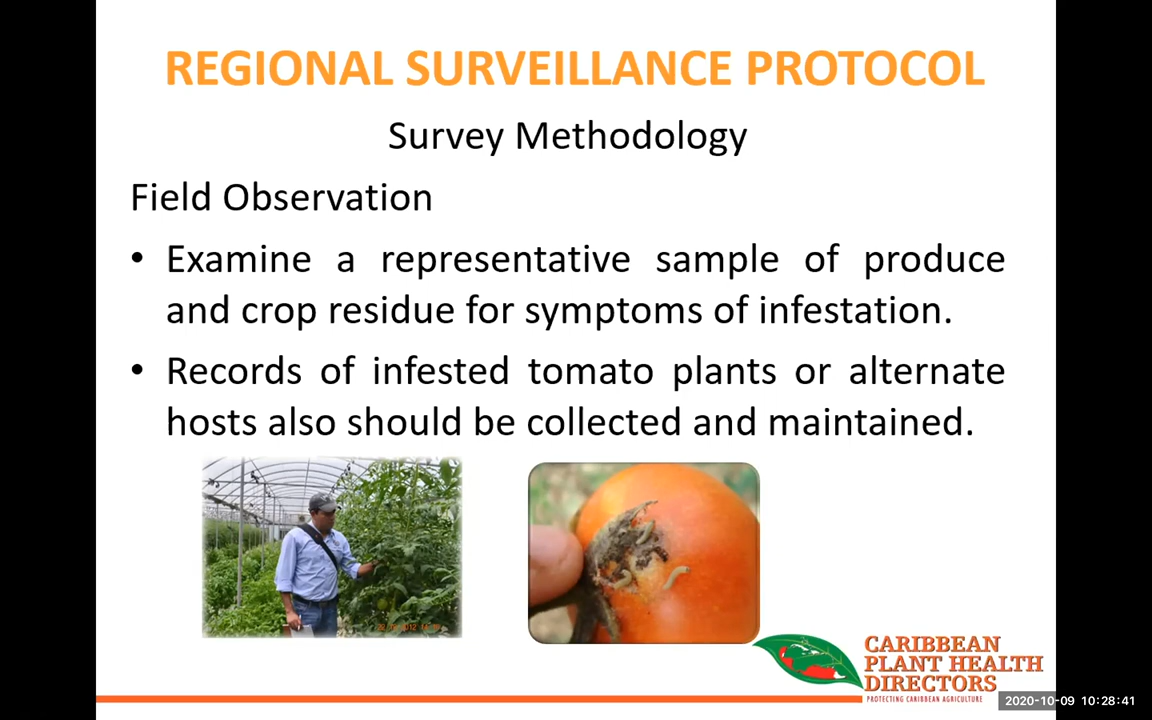 REGIONAL SURVEILLANCE PROTOCOL
Survey Methodology
Field Observation
• Examine a representative sample of produce
and crop residue for symptoms of infestation.
• Records of infested tomato plants or alternate
hosts also should be collected and maintained.
CARIBBEAN
PLANT HEALTH
DIRECTORS
PROTECTING CARIBBEAN AGRICULTURE
2020-10-09 10:28:41